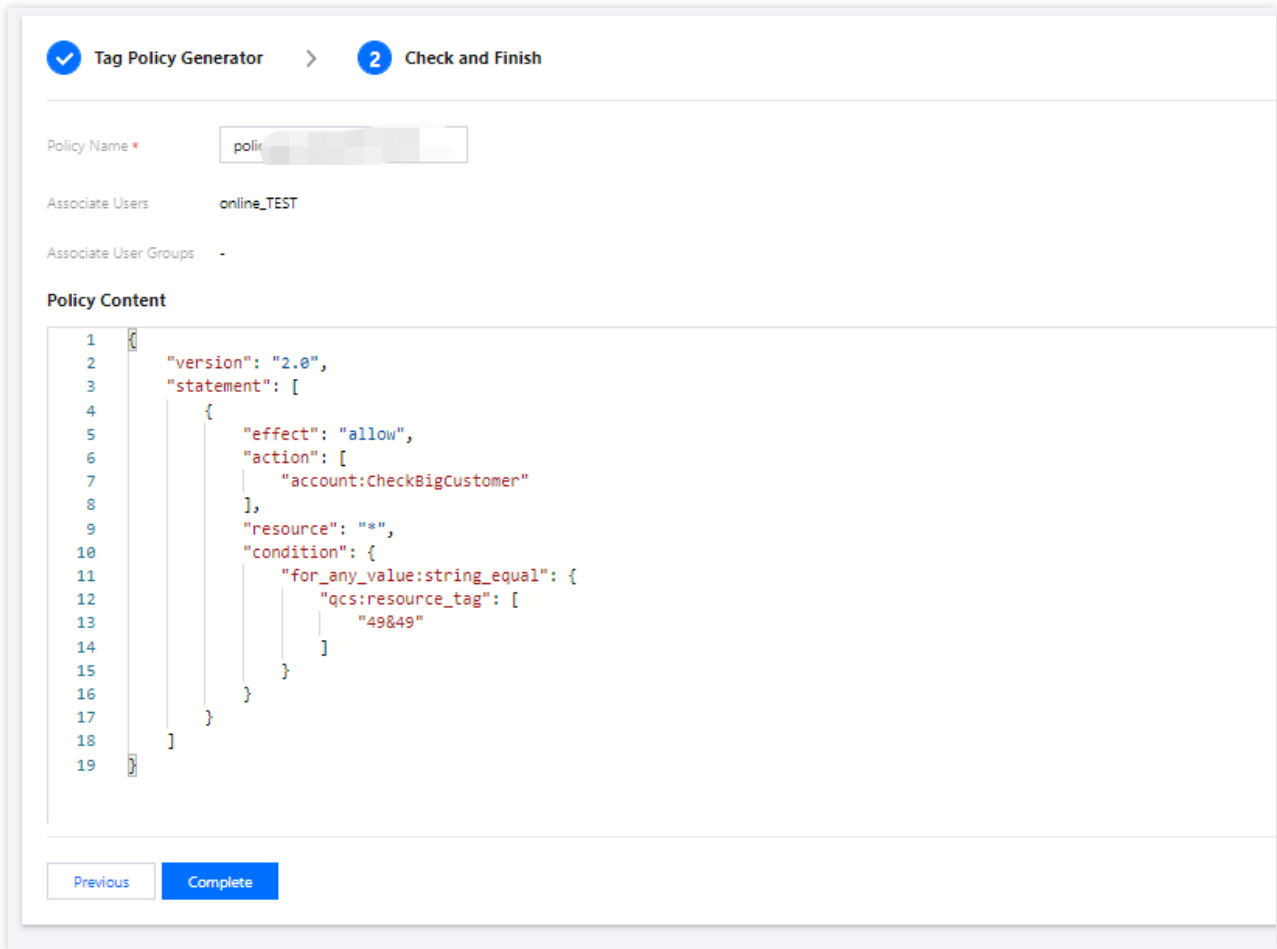 Tag Policy Generator > 2 Check and Finish
Policy Name *
Associate Users online_TEST
Associate User Groups -
Policy Content
1 {
2 "version": "2.0",
3 "statement": [
4 {
5 "effect": "allow",
6 "action": [
7 "account:CheckBigCustomer"
8 ],
9 "resource": "*",
10 "condition": {
11 "for_any_value:string_equal": {
12 "qcs:resource_tag": [
13 "49&49"
14 ]
15 }
16 }
17 }
18 ]
19 }
Previous Complete